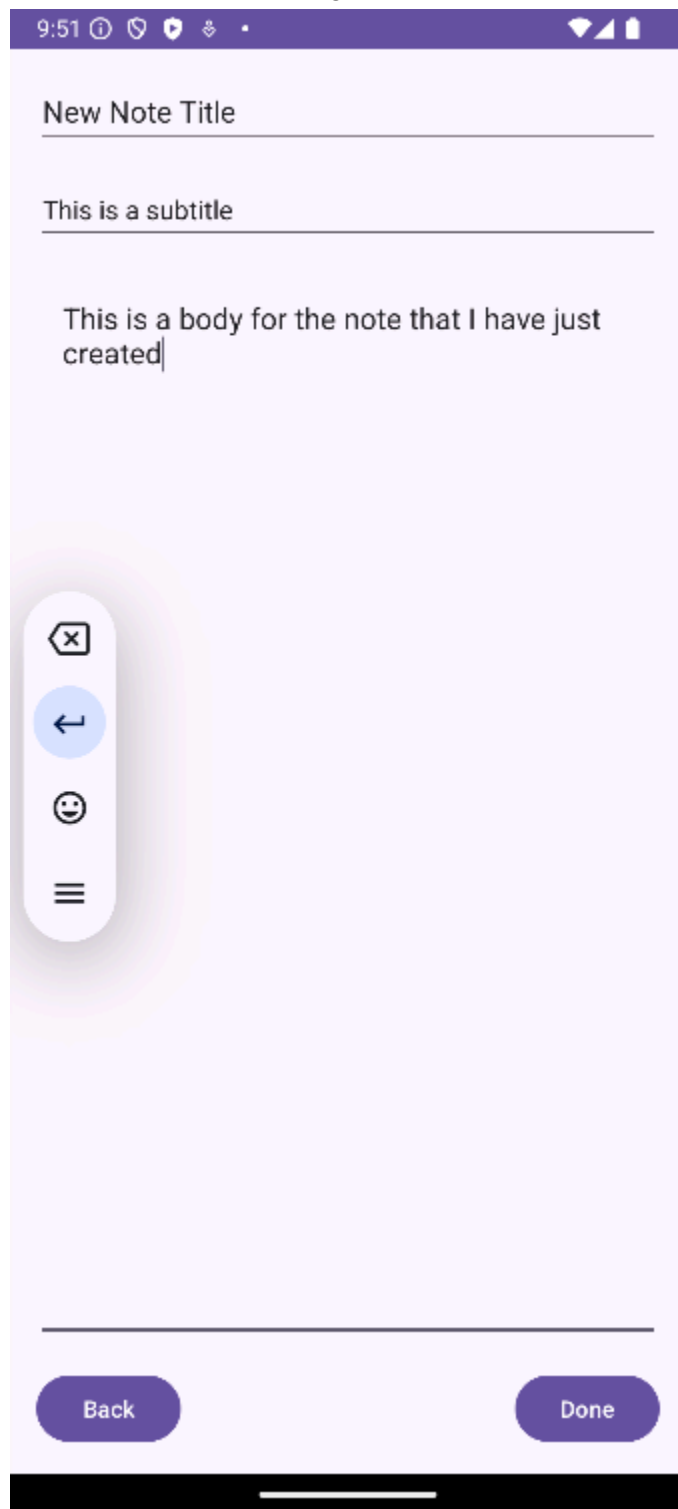 9:51
New Note Title
This is a subtitle
This is a body for the note that I have just
created
Back
Done